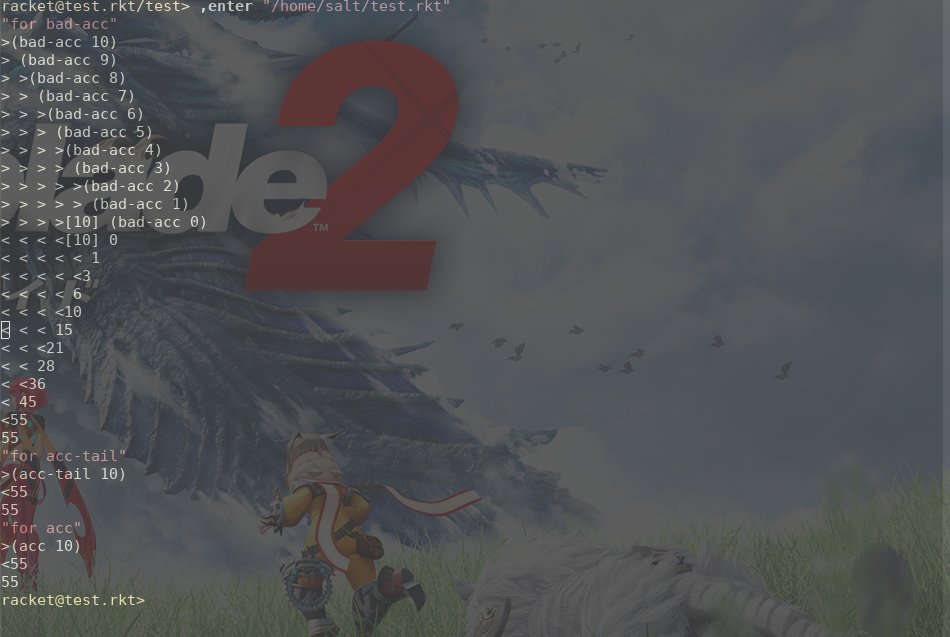 racket@test.rkt/test> ,enter "/home/salt/test.rkt"
"for bad-acc"
>(bad-acc 10)
> (bad-acc 9)
> >(bad-acc 8)
> > (bad-acc 7)
> > >(bad-acc 6)
> > > (bad-acc 5)
> > > >(bad-acc 4)
> > > > (bad-acc 3)
> > > > >(bad-acc 2)
> > > > > (bad-acc 1)
> > > >[10] (bad-acc 0)
< < < <[10] 0
< < < < < 1
< < < < <3
< < < < 6
< < < <10
< < < 15
< < <21
< < 28
< <36
< 45
<55
55
"for acc-tail"
>(acc-tail 10)
<55
55
"for acc"
>(acc 10)
<55
55
racket@test.rkt>
blade 2
™